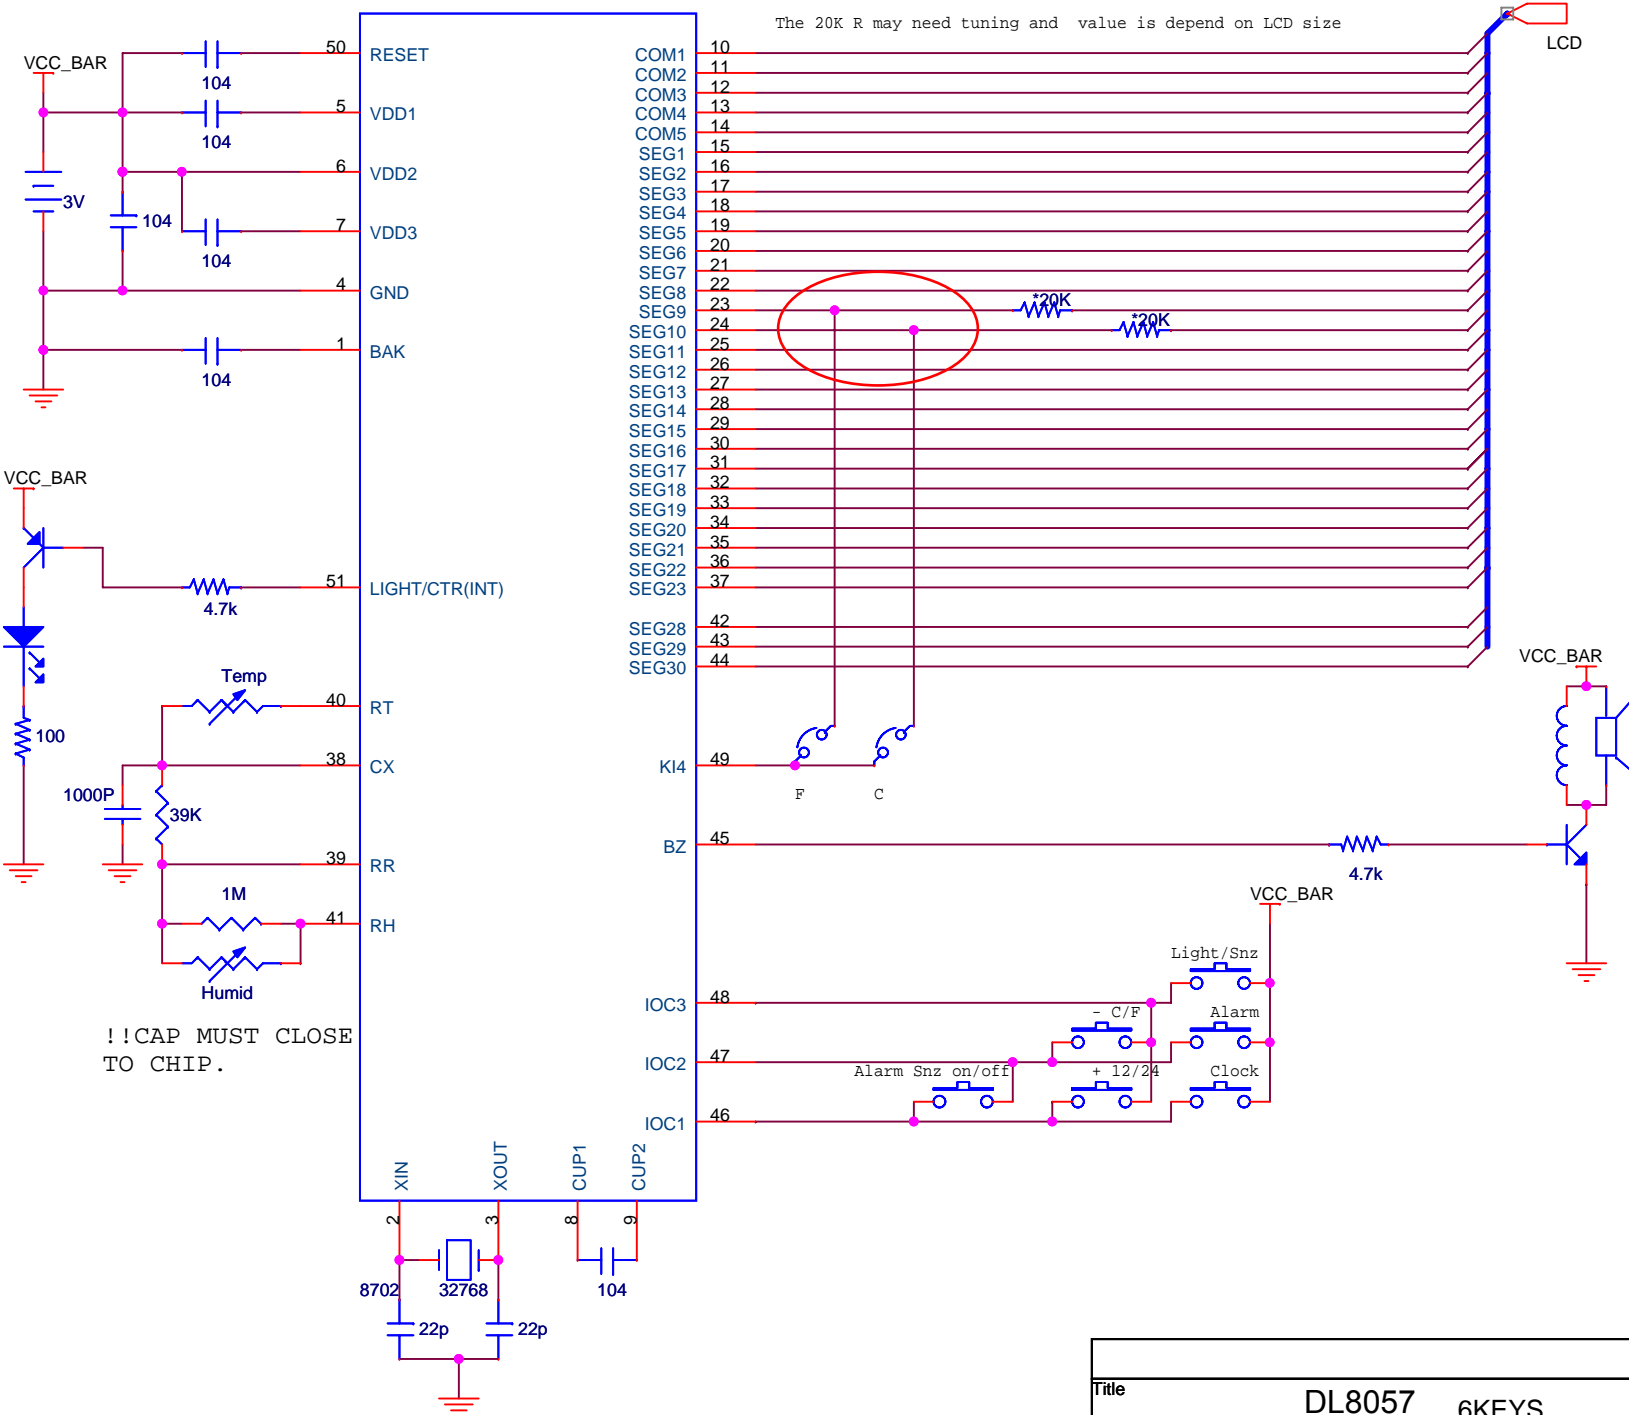 The 20K R may need tuning and value is depend on LCD size
LCD
VCC_BAR
104
50
RESET
104
5
VDD1
6
VDD2
3V
104
104
7
VDD3
4
GND
104
1
BAK
COM1
10
COM2
11
COM3
12
COM4
13
COM5
14
SEG1
15
SEG2
16
SEG3
17
SEG4
18
SEG5
19
SEG6
20
SEG7
21
SEG8
22
SEG9
23
*20K
SEG10
24
*20K
SEG11
25
SEG12
26
SEG13
27
SEG14
28
SEG15
29
SEG16
30
SEG17
31
SEG18
32
SEG19
33
SEG20
34
SEG21
35
SEG22
36
SEG23
37
SEG28
42
SEG29
43
SEG30
44
VCC_BAR
4.7k
51
LIGHT/CTR(INT)
100
Temp
40
RT
38
CX
1000P
39K
39
RR
1M
41
RH
Humid
!!CAP MUST CLOSE
TO CHIP.
KI4
49
F
C
VCC_BAR
BZ
45
4.7k
VCC_BAR
Light/Snz
IOC3
48
- C/F
Alarm
IOC2
47
Alarm Snz on/off
+ 12/24
Clock
IOC1
46
XIN
XOUT
CUP1
CUP2
2
3
8
9
8702
32768
104
22p
22p
Title
DL8057 6KEYS